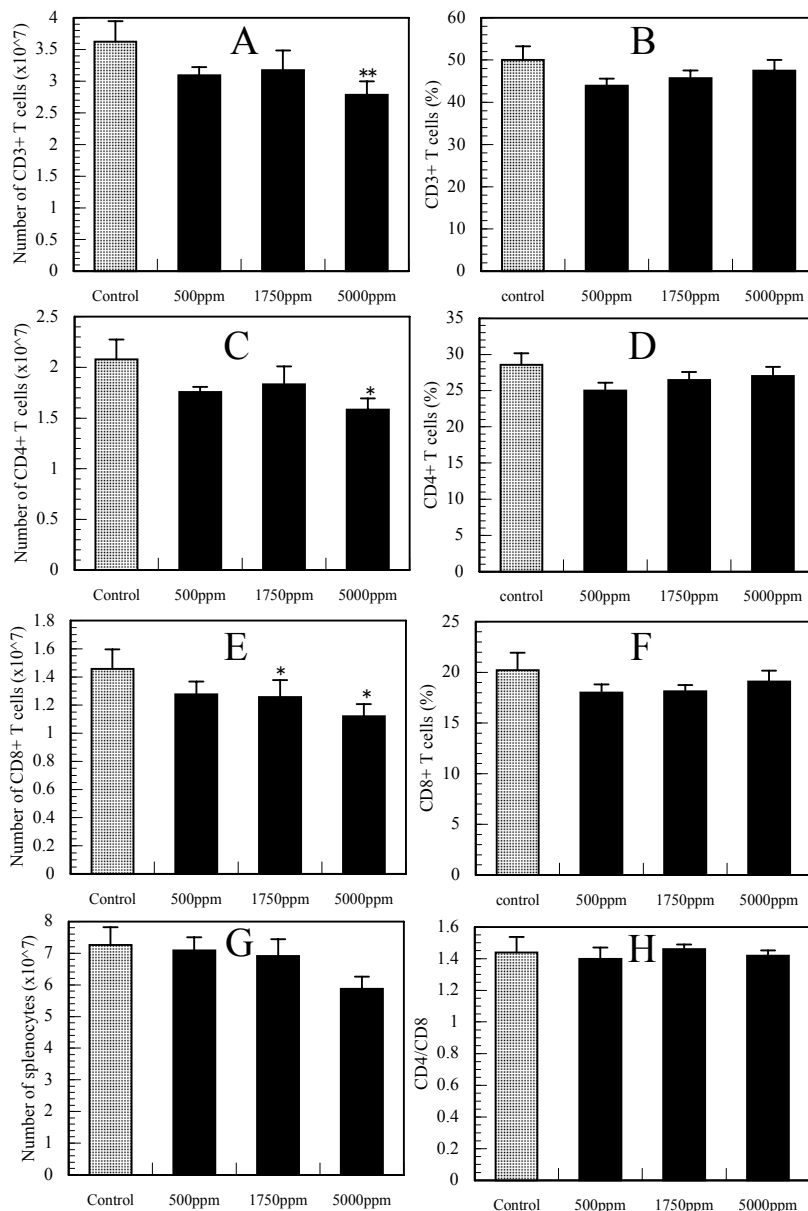 A
Number of CD3+ T cells (x10^7)
4
3.5
3
2.5
2
1.5
1
0.5
0
**
Control 500ppm 1750ppm 5000ppm
B
CD3+ T cells (%)
60
50
40
30
20
10
0
control 500ppm 1750ppm 5000ppm
C
Number of CD4+ T cells (x10^7)
2.5
2
1.5
1
0.5
0
*
Control 500ppm 1750ppm 5000ppm
D
CD4+ T cells (%)
35
30
25
20
15
10
5
0
control 500ppm 1750ppm 5000ppm
E
Number of CD8+ T cells (x10^7)
1.8
1.6
1.4
1.2
1
0.8
0.6
0.4
0.2
0
* *
Control 500ppm 1750ppm 5000ppm
F
CD8+ T cells (%)
25
20
15
10
5
0
control 500ppm 1750ppm 5000ppm
G
Number of splenocytes (x10^7)
8
7
6
5
4
3
2
1
0
Control 500ppm 1750ppm 5000ppm
H
CD4/CD8
1.6
1.4
1.2
1
0.8
0.6
0.4
0.2
0
Control 500ppm 1750ppm 5000ppm